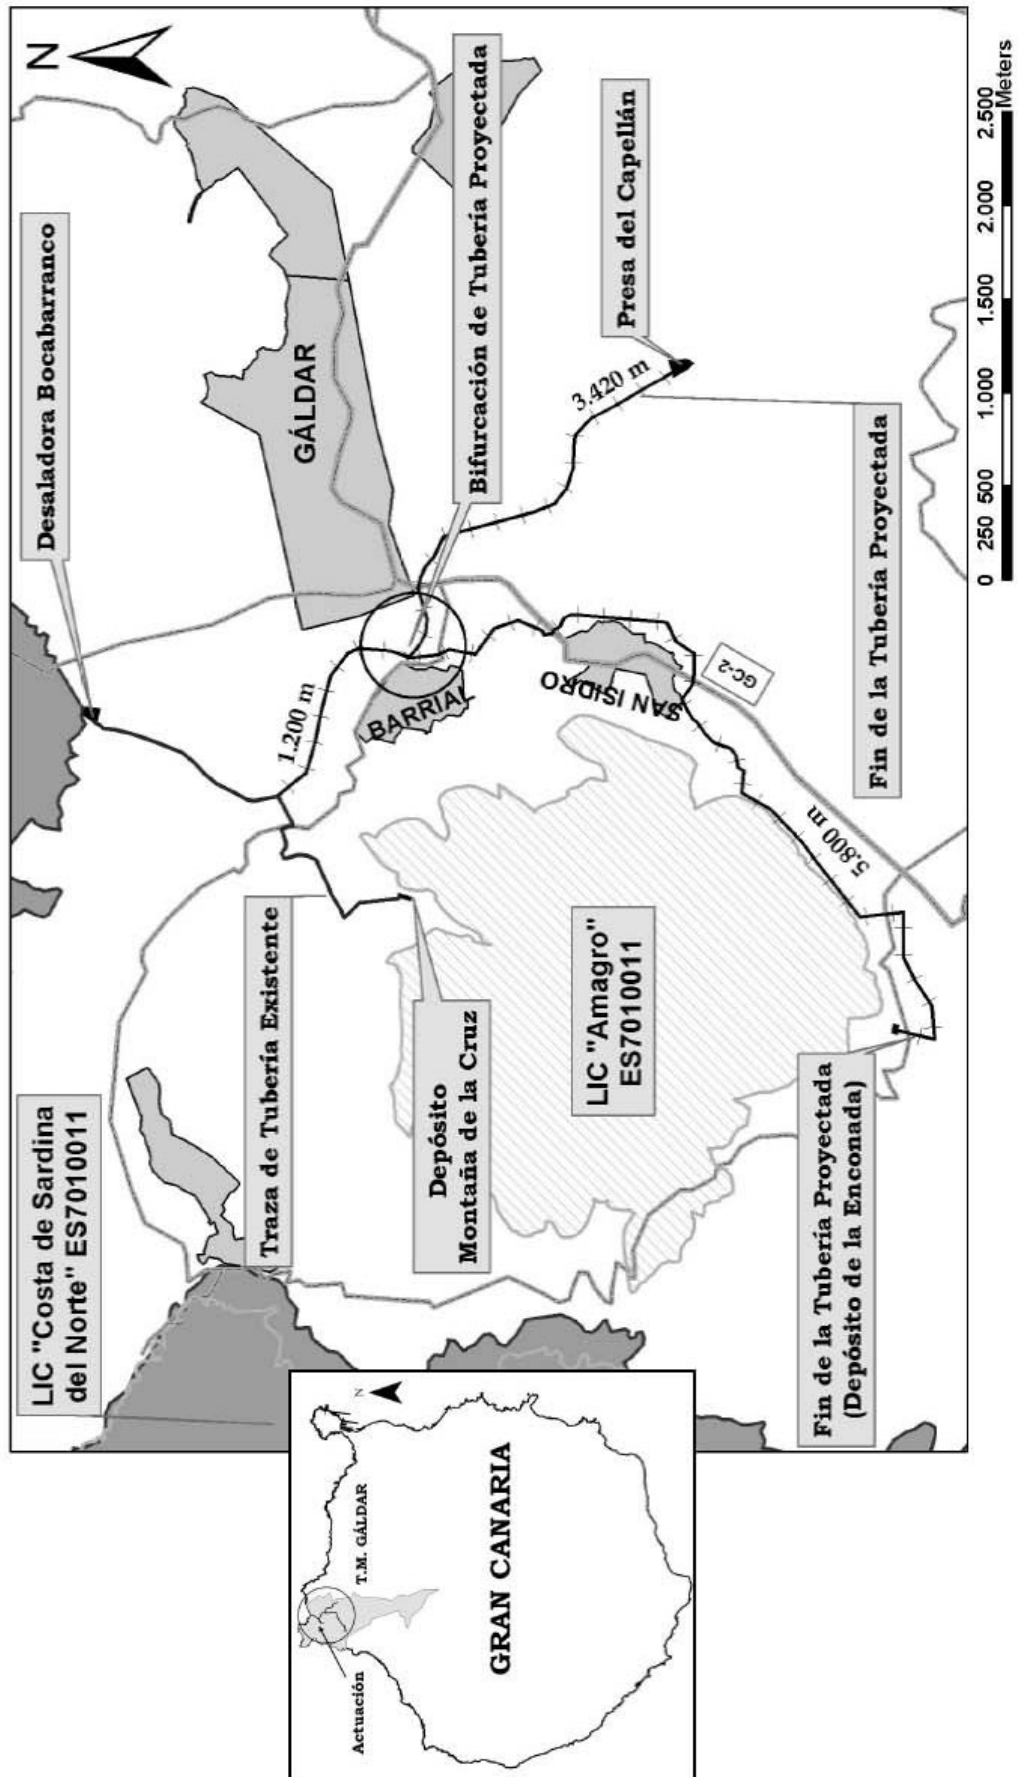 LIC "Costa de Sardina
del Norte" ES7010011
Desaladora Bocabarranco
N
Traza de Tubería Existente
GÁLDAR
1.200 m
BARRIAL
Bifurcación de Tubería Proyectada
Depósito
Montaña de la Cruz
SAN ISIDRO
3.420 m
Presa del Capellán
LIC "Amagro"
ES7010011
GC-2
5.800 m
Fin de la Tubería Proyectada
Fin de la Tubería Proyectada
(Depósito de la Enconada)
0 250 500 1.000 1.500 2.000 2.500
Meters
Actuación
T.M. GÁLDAR
N
GRAN CANARIA